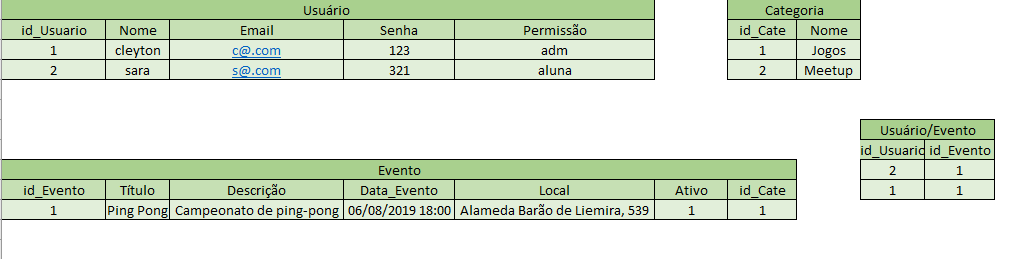 Usuário
id_Usuario Nome Email Senha Permissão
1 cleyton c@.com 123 adm
2 sara s@.com 321 aluna
Categoria
id_Cate Nome
1 Jogos
2 Meetup
Usuário/Evento
id_Usuario id_Evento
2 1
1 1
Evento
id_Evento Título Descrição Data_Evento Local Ativo id_Cate
1 Ping Pong Campeonato de ping-pong 06/08/2019 18:00 Alameda Barão de Liemira, 539 1 1